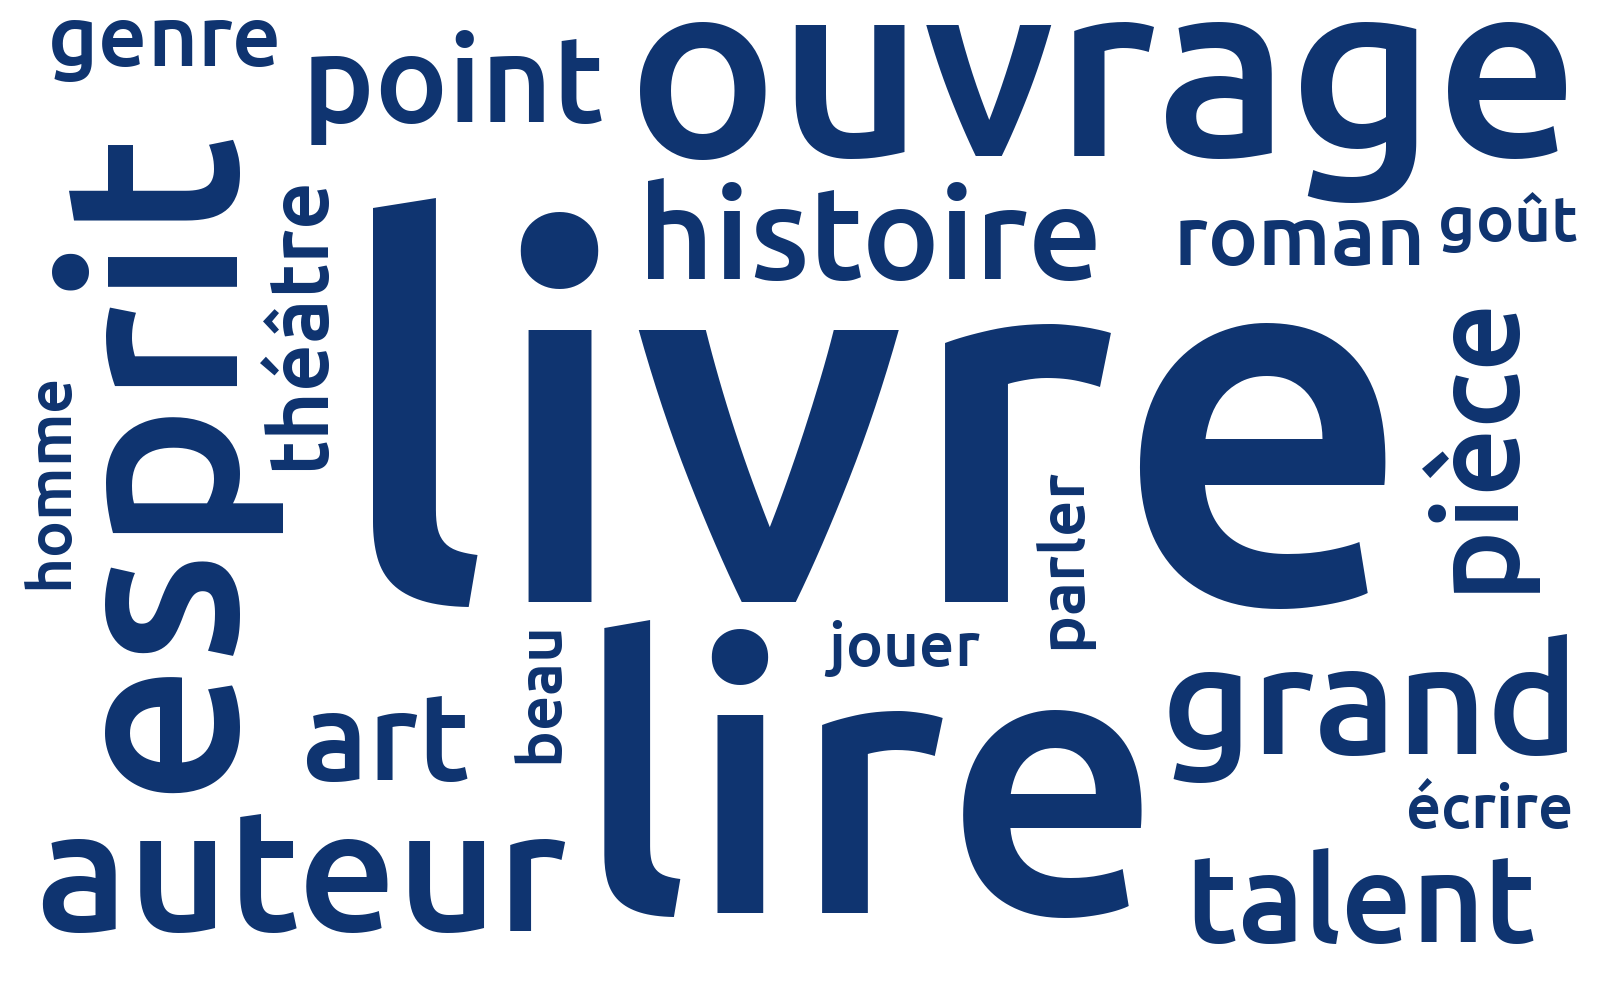 genre
point
ouvrage
esprit
théâtre
histoire
roman
goût
livre
homme
pièce
parler
jouer
beau
lire
grand
art
écrire
auteur
talent